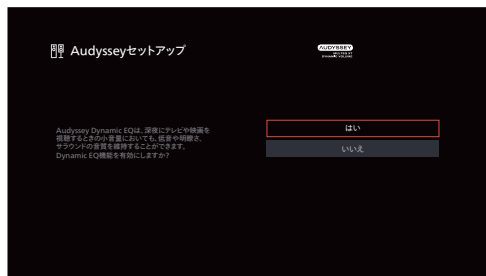 Audysseyセットアップ
AUDYSSEY
MULTEQ XT
DYNAMIC VOLUME
Audyssey Dynamic EQは、深夜にテレビや映画を
視聴するときの小音量においても、低音や明瞭さ、
サラウンドの音質を維持することができます。
Dynamic EQ機能を有効にしますか?
はい
いいえ